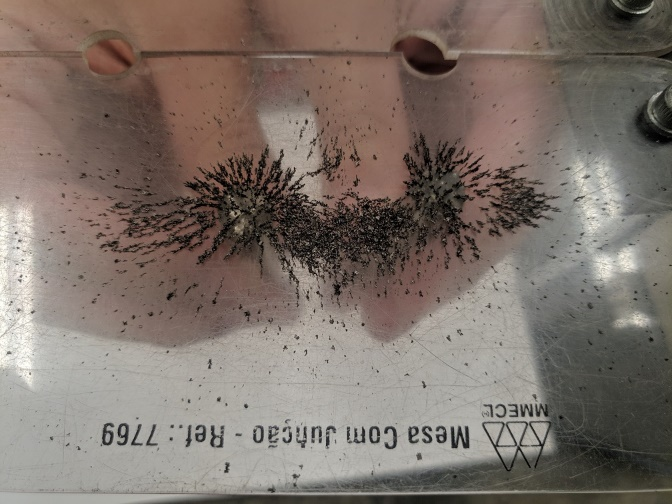 MMECL®
Mesa Com Junção - Ref.: 7769